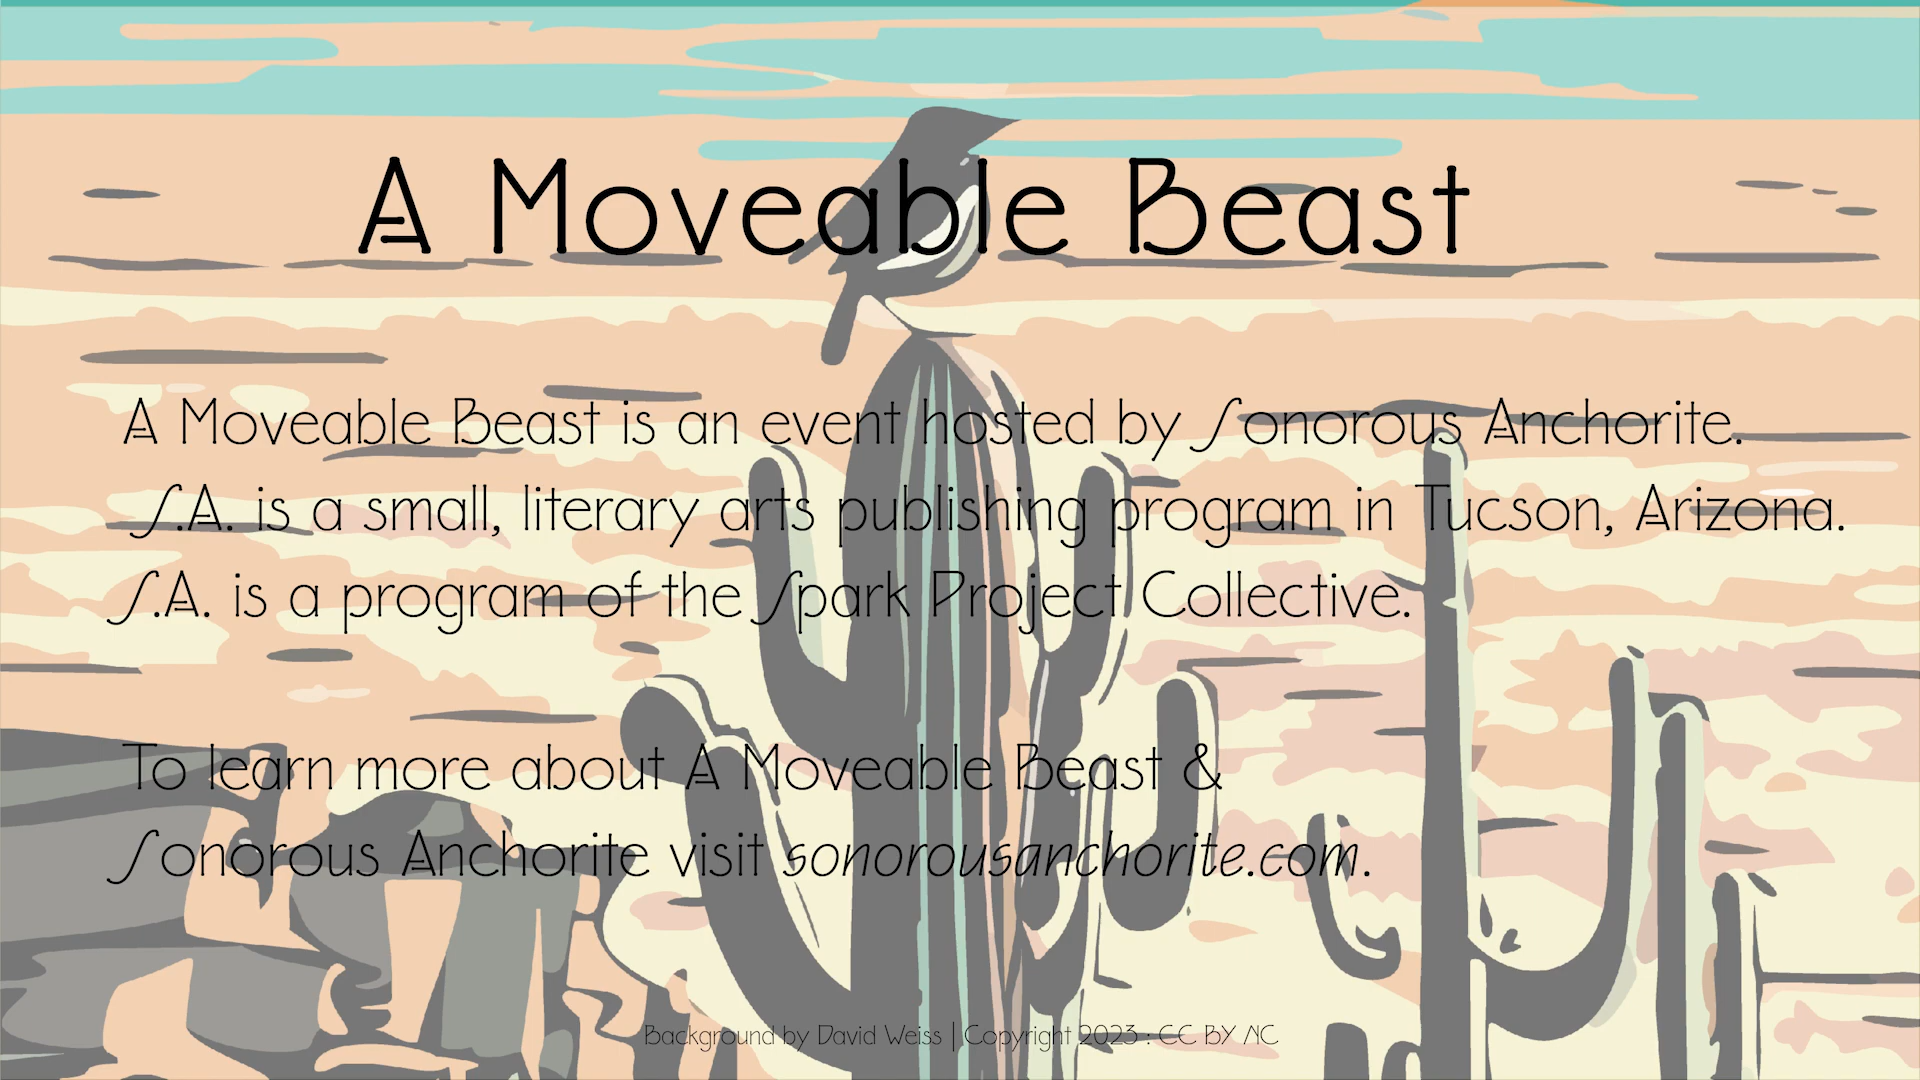 A Moveable Beast
A Moveable Beast is an event hosted by Sonorous Anchorite.
S.A. is a small, literary arts publishing program in Tucson, Arizona.
S.A. is a program of the Spark Project Collective.
To learn more about A Moveable Beast &
Sonorous Anchorite visit sonorousanchorite.com.
Background by David Weiss | Copyright 2023 : CC BY NC